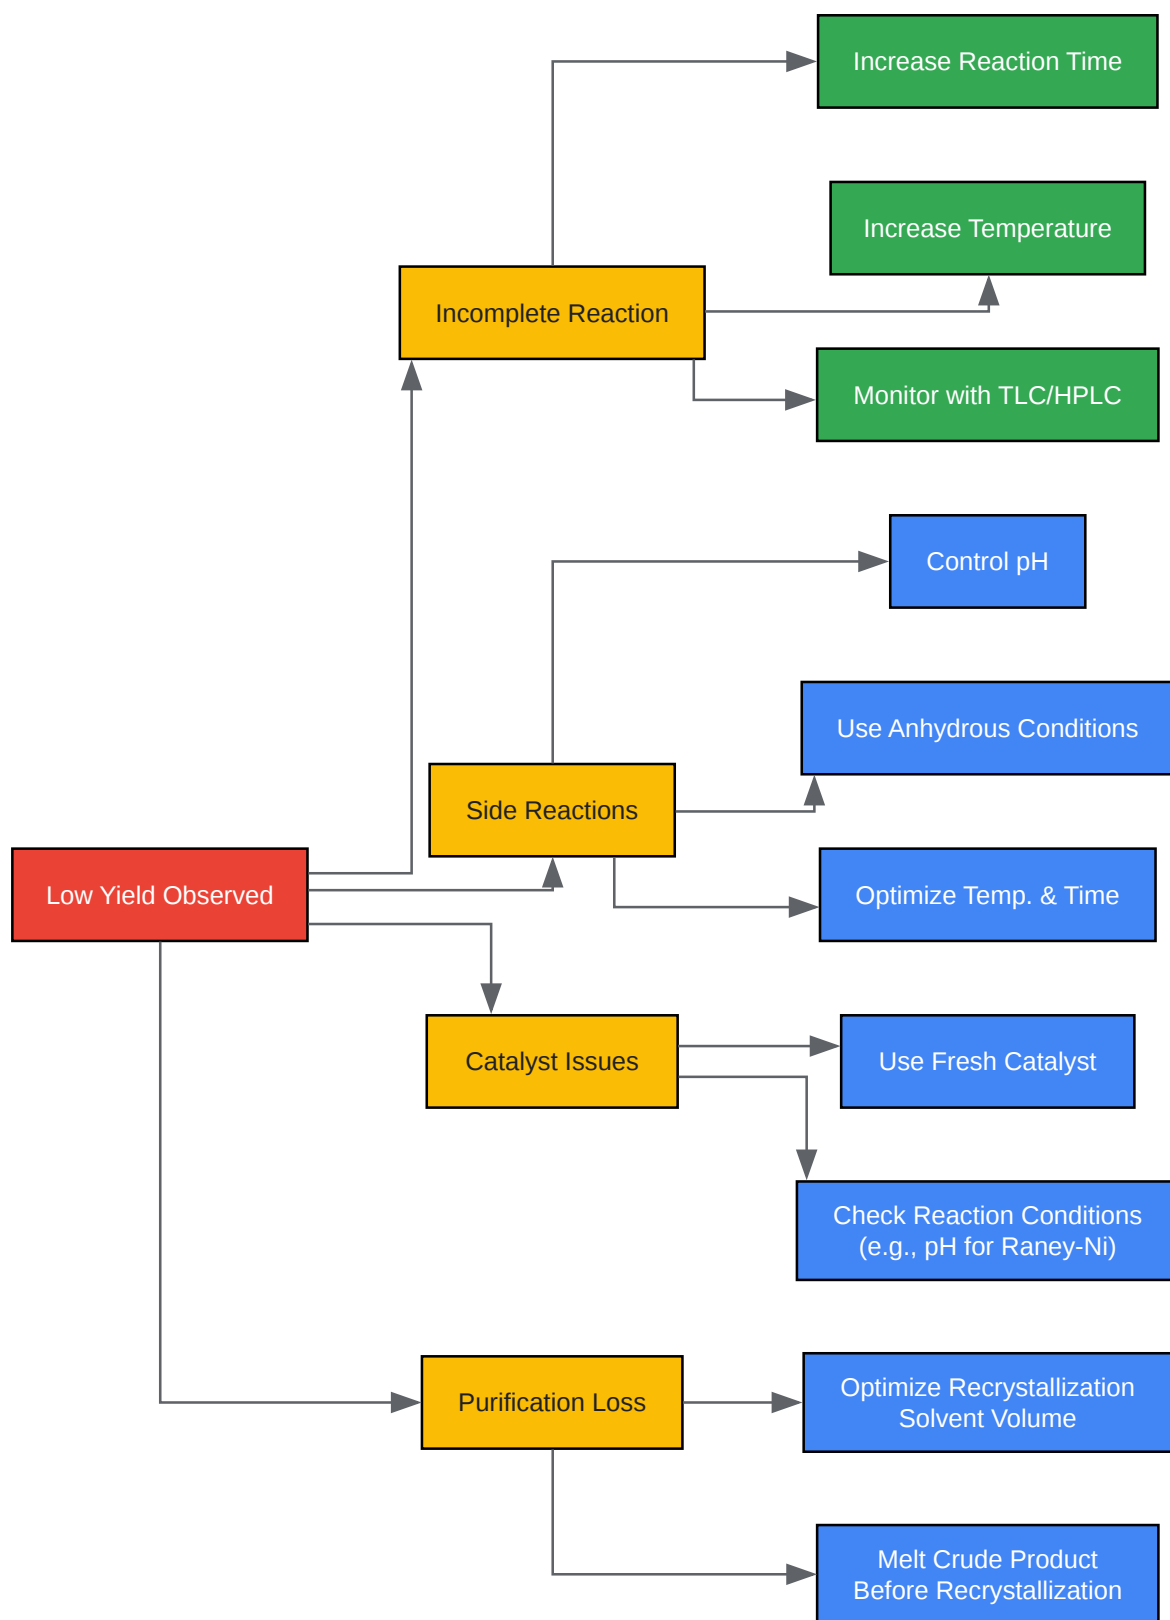 Increase Reaction Time
Increase Temperature
Incomplete Reaction
Monitor with TLC/HPLC
Control pH
Use Anhydrous Conditions
Side Reactions
Low Yield Observed
Optimize Temp. & Time
Catalyst Issues
Use Fresh Catalyst
Check Reaction Conditions
(e.g., pH for Raney-Ni)
Purification Loss
Optimize Recrystallization
Solvent Volume
Melt Crude Product
Before Recrystallization